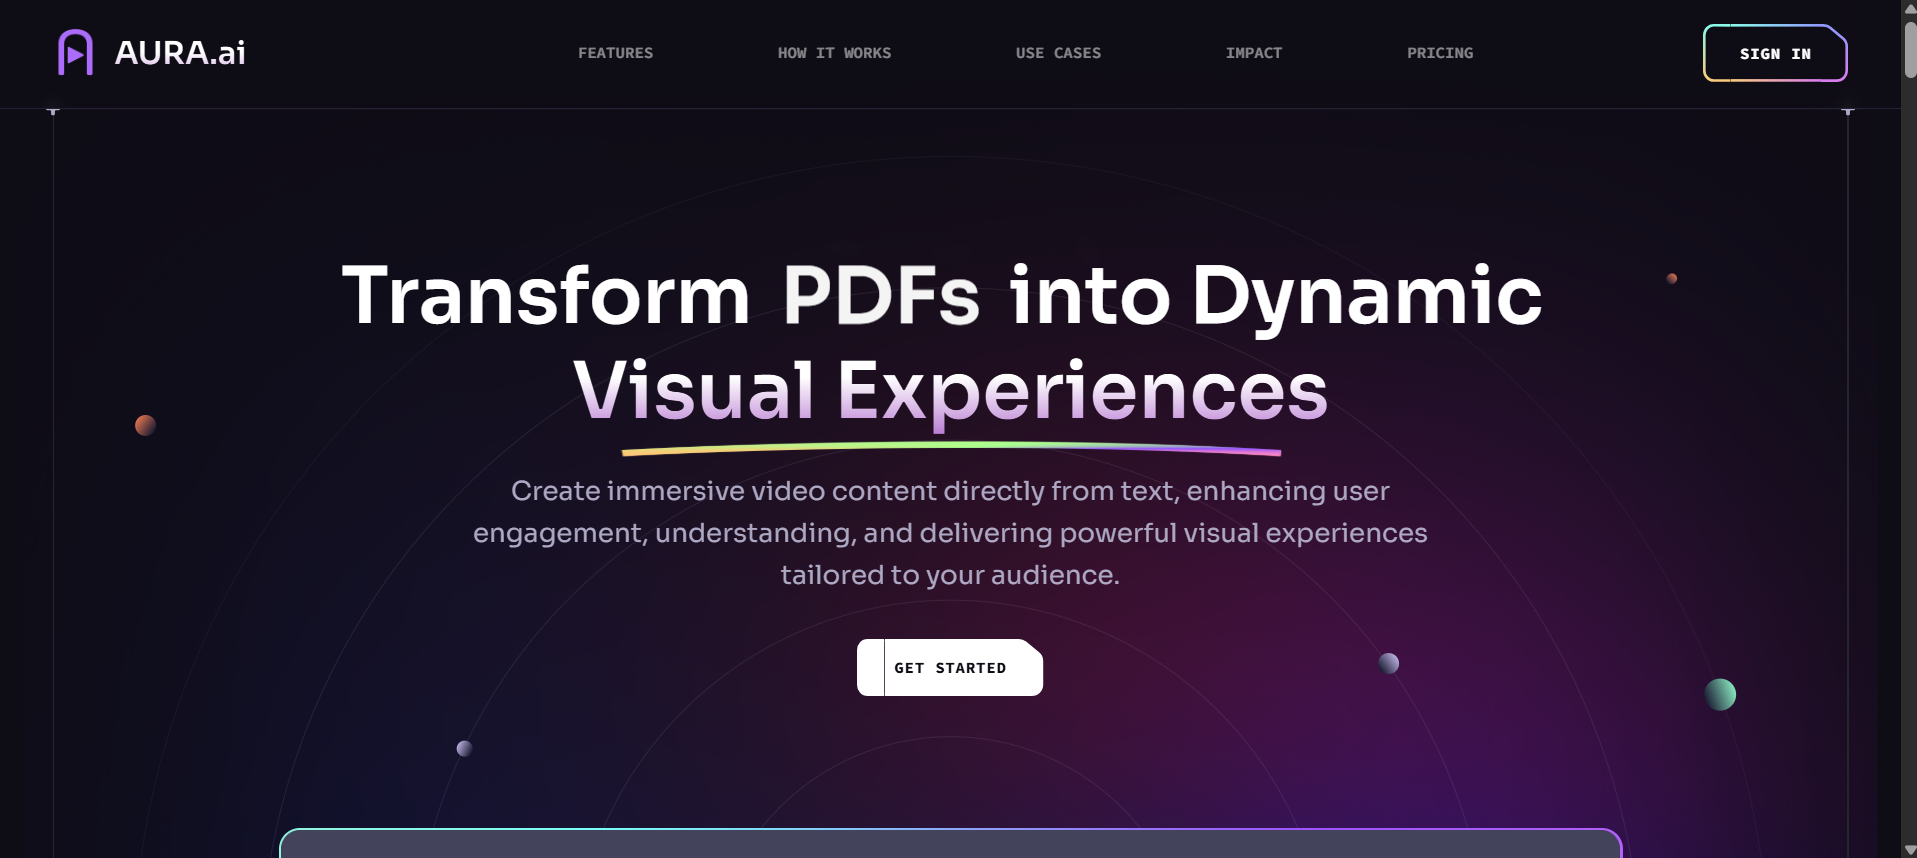 AURA.ai
FEATURES
HOW IT WORKS
USE CASES
IMPACT
PRICING
SIGN IN
Transform PDFs into Dynamic
Visual Experiences
Create immersive video content directly from text, enhancing user
engagement, understanding, and delivering powerful visual experiences
tailored to your audience.
GET STARTED